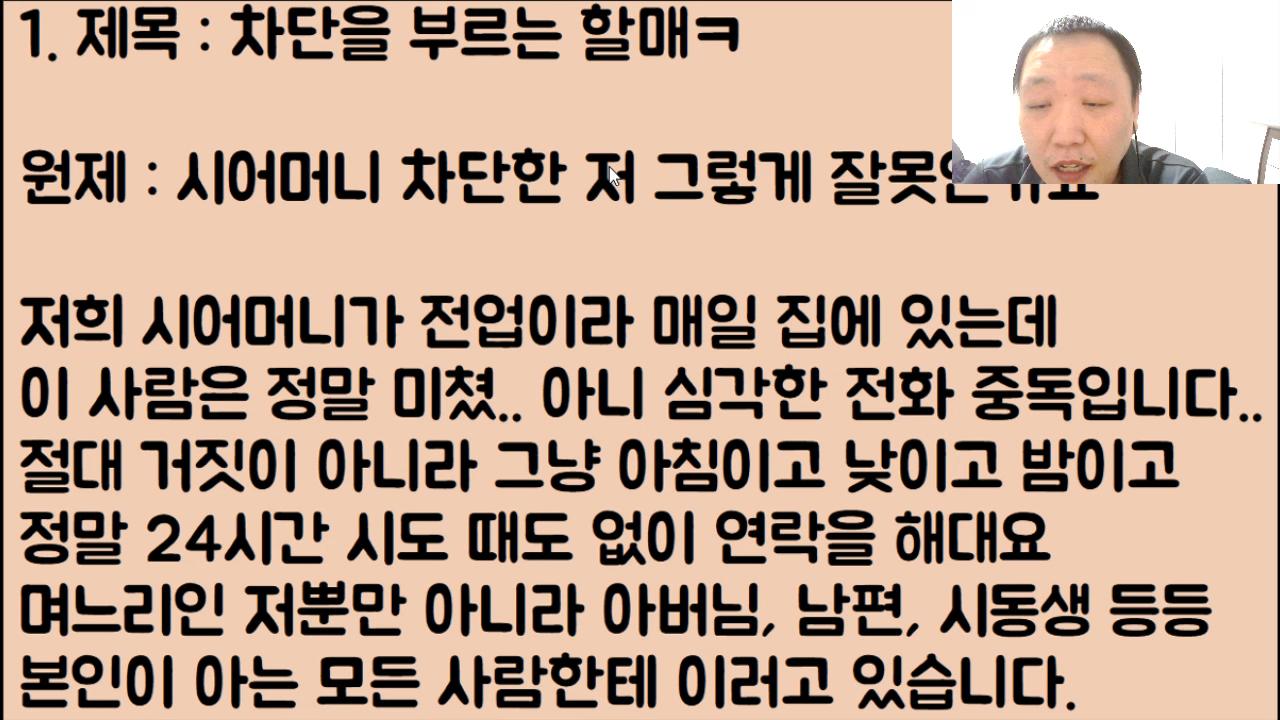 1. 제목 : 차단을 부르는 할매ㅋ
원제 : 시어머니 차단한 저 그렇게
저희 시어머니가 전업이라 매일 집에 있는데
이 사람은 정말 미쳤.. 아니 심각한 전화 중독입니다..
절대 거짓이 아니라 그냥 아침이고 낮이고 밤이고
정말 24시간 시도 때도 없이 연락을 해대요
며느리인 저뿐만 아니라 아버님, 남편, 시동생 등등
본인이 아는 모든 사람한테 이러고 있습니다.